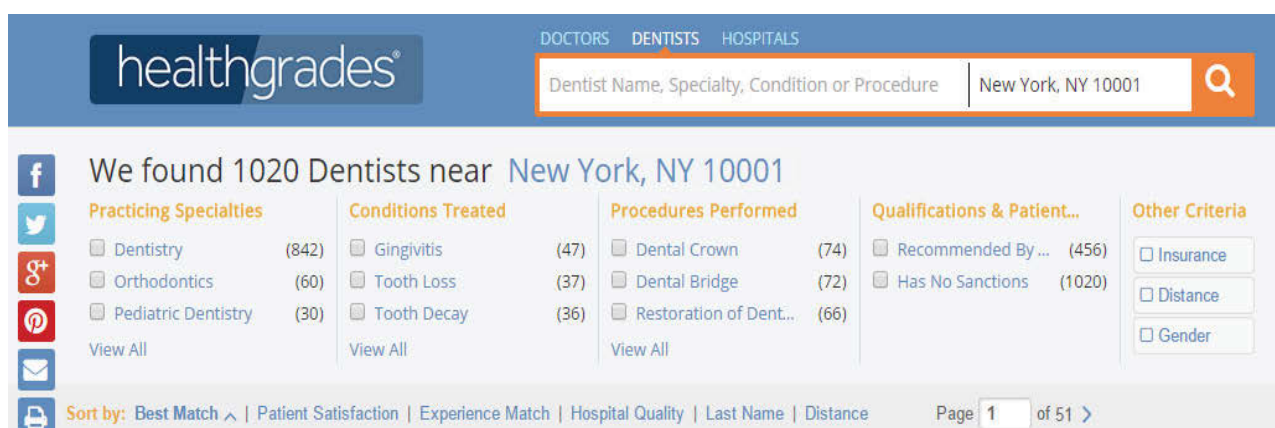 healthgrades®
DOCTORS DENTISTS HOSPITALS
Dentist Name, Specialty, Condition or Procedure New York, NY 10001
We found 1020 Dentists near New York, NY 10001
Practicing Specialties Conditions Treated Procedures Performed Qualifications & Patient... Other Criteria
Dentistry (842) Gingivitis (47) Dental Crown (74) Recommended By ... (456) Insurance
Orthodontics (60) Tooth Loss (37) Dental Bridge (72) Has No Sanctions (1020) Distance
Pediatric Dentistry (30) Tooth Decay (36) Restoration of Dent... (66) Gender
View All View All View All
Sort by: Best Match | Patient Satisfaction | Experience Match | Hospital Quality | Last Name | Distance Page 1 of 51 >